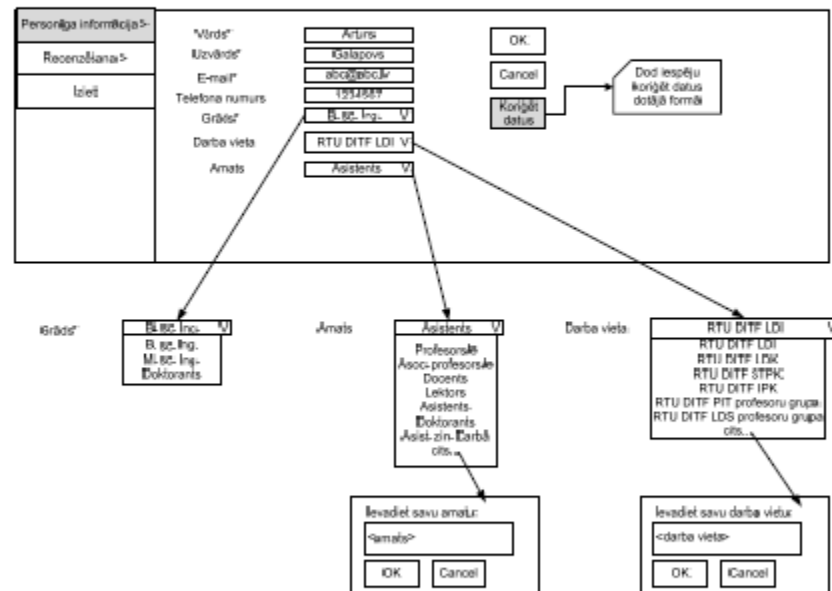 Personīga informācija >
Recenzēšana >
Iziet
Vārds*
Arturs
Uzvārds*
Galapovs
E-mail*
abc@abc.lv
Telefona numurs
1234567
Grāds*
B. sc. Ing. V
Darba vieta
RTU DITF LDI V
Amats
Asistents V
OK
Cancel
Koriģēt
datus
Dod iespēju
koriģēt datus
dotājā formāi
Grāds*
B. sc. Ing. V
B. sc. Ing.
M. sc. Ing.
Doktorants
Amats
Asistents V
Profesors/e
Asoc. profesors/e
Docents
Lektors
Asistents
Doktorants
Asist. zin. Darbā
cits...
Darba vieta
RTU DITF LDI V
RTU DITF LDI
RTU DITF LDK
RTU DITF STPK
RTU DITF IPK
RTU DITF PIT profesoru grupa
RTU DITF LDS profesoru grupa
cits...
Ievadiet savu amatu:
<amats>
OK
Cancel
Ievadiet savu darba vietu:
<darba vieta>
OK
Cancel